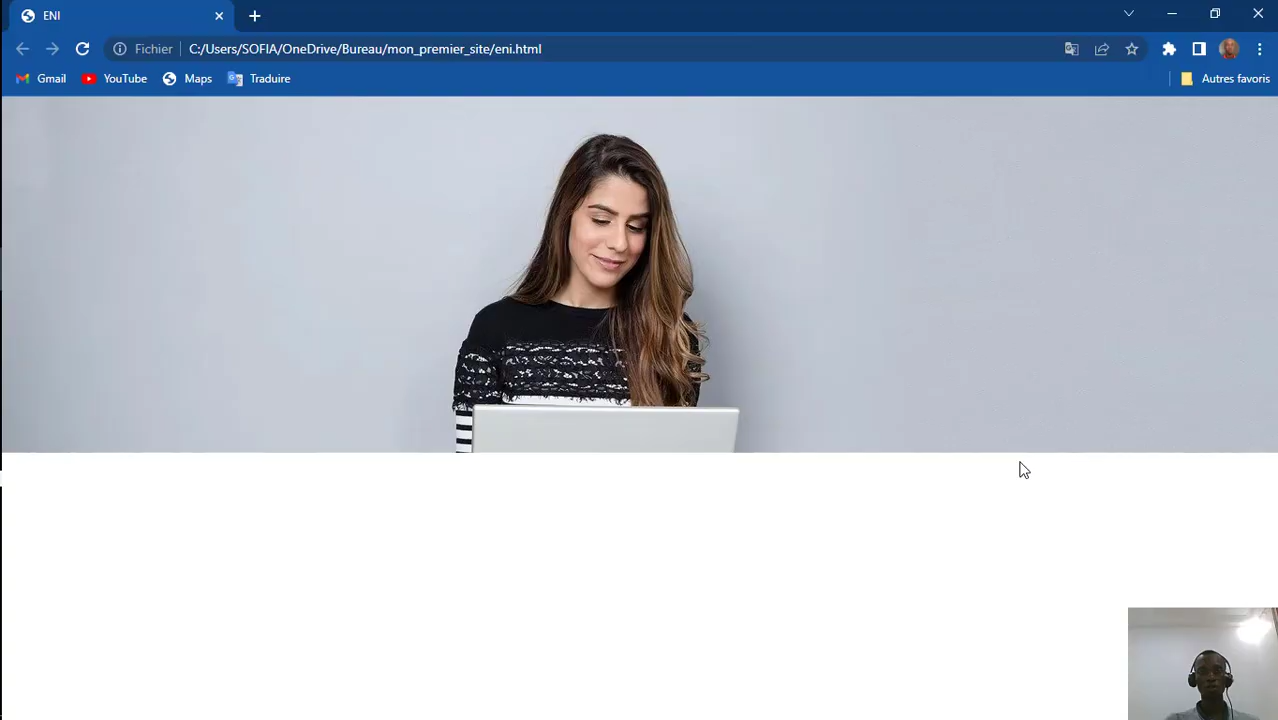 ENI
Fichier C:/Users/SOFIA/OneDrive/Bureau/mon_premier_site/eni.html
Gmail YouTube Maps Traduire Autres favoris